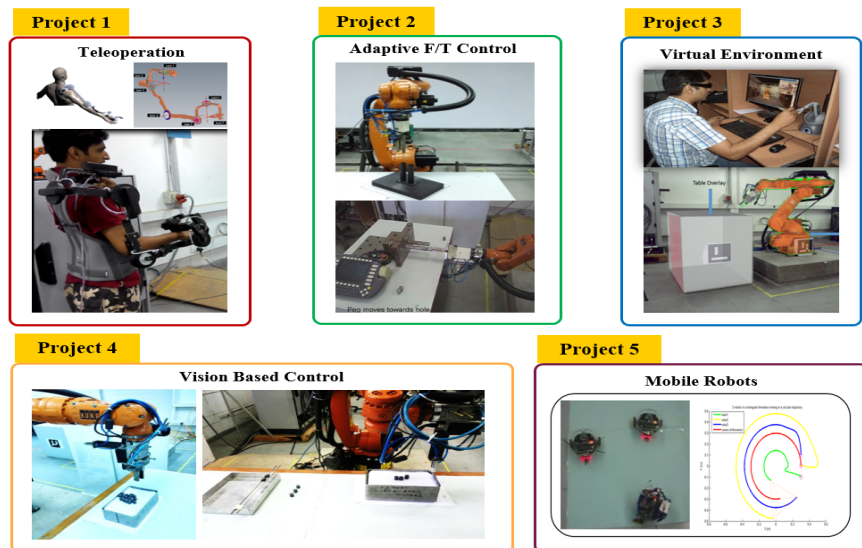 Project 1
Teleoperation
Project 2
Adaptive F/T Control
Peg moves towards hole
Project 3
Virtual Environment
Table Overlay
Project 4
Vision Based Control
Project 5
Mobile Robots